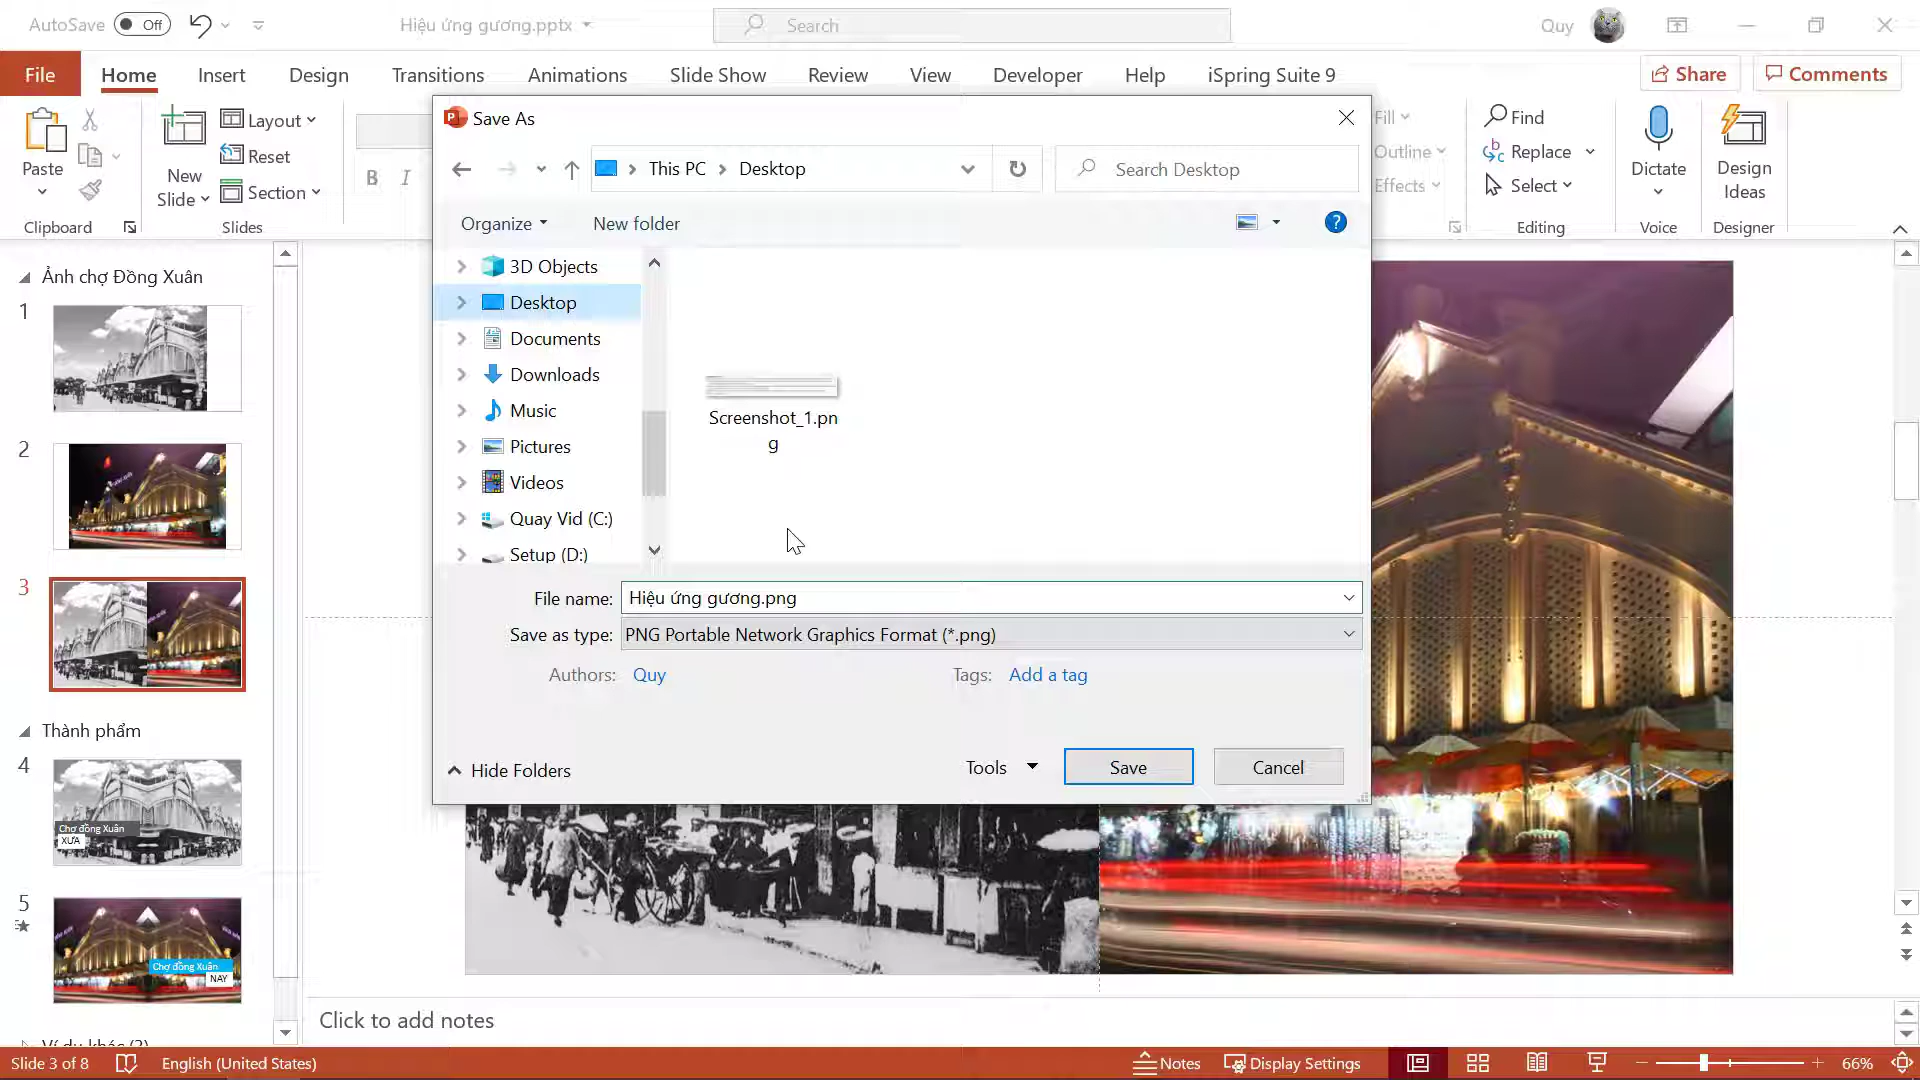 AutoSave Off
Hiệu ứng gương.pptx
Search
Quy
File Home Insert Design Transitions Animations Slide Show Review View Developer Help iSpring Suite 9
Share Comments
Paste
Clipboard
New Slide
Layout
Reset
Section
Slides
B I
Fill
Outline
Effects
Find
Replace
Select
Editing
Dictate
Voice
Design Ideas
Designer
Save As
This PC > Desktop
Search Desktop
Organize New folder
3D Objects
Desktop
Documents
Downloads
Music
Pictures
Videos
Quay Vid (C:)
Setup (D:)
Screenshot_1.pn
g
File name: Hiệu ứng gương.png
Save as type: PNG Portable Network Graphics Format (*.png)
Authors: Quy Tags: Add a tag
Hide Folders Tools Save Cancel
Ảnh chợ Đồng Xuân
1
2
3
Thành phẩm
4
Chợ đồng Xuân
XƯA
5
Chợ đồng Xuân
NAY
Ví dụ khác (3)
Click to add notes
Slide 3 of 8 English (United States) Notes Display Settings 66%